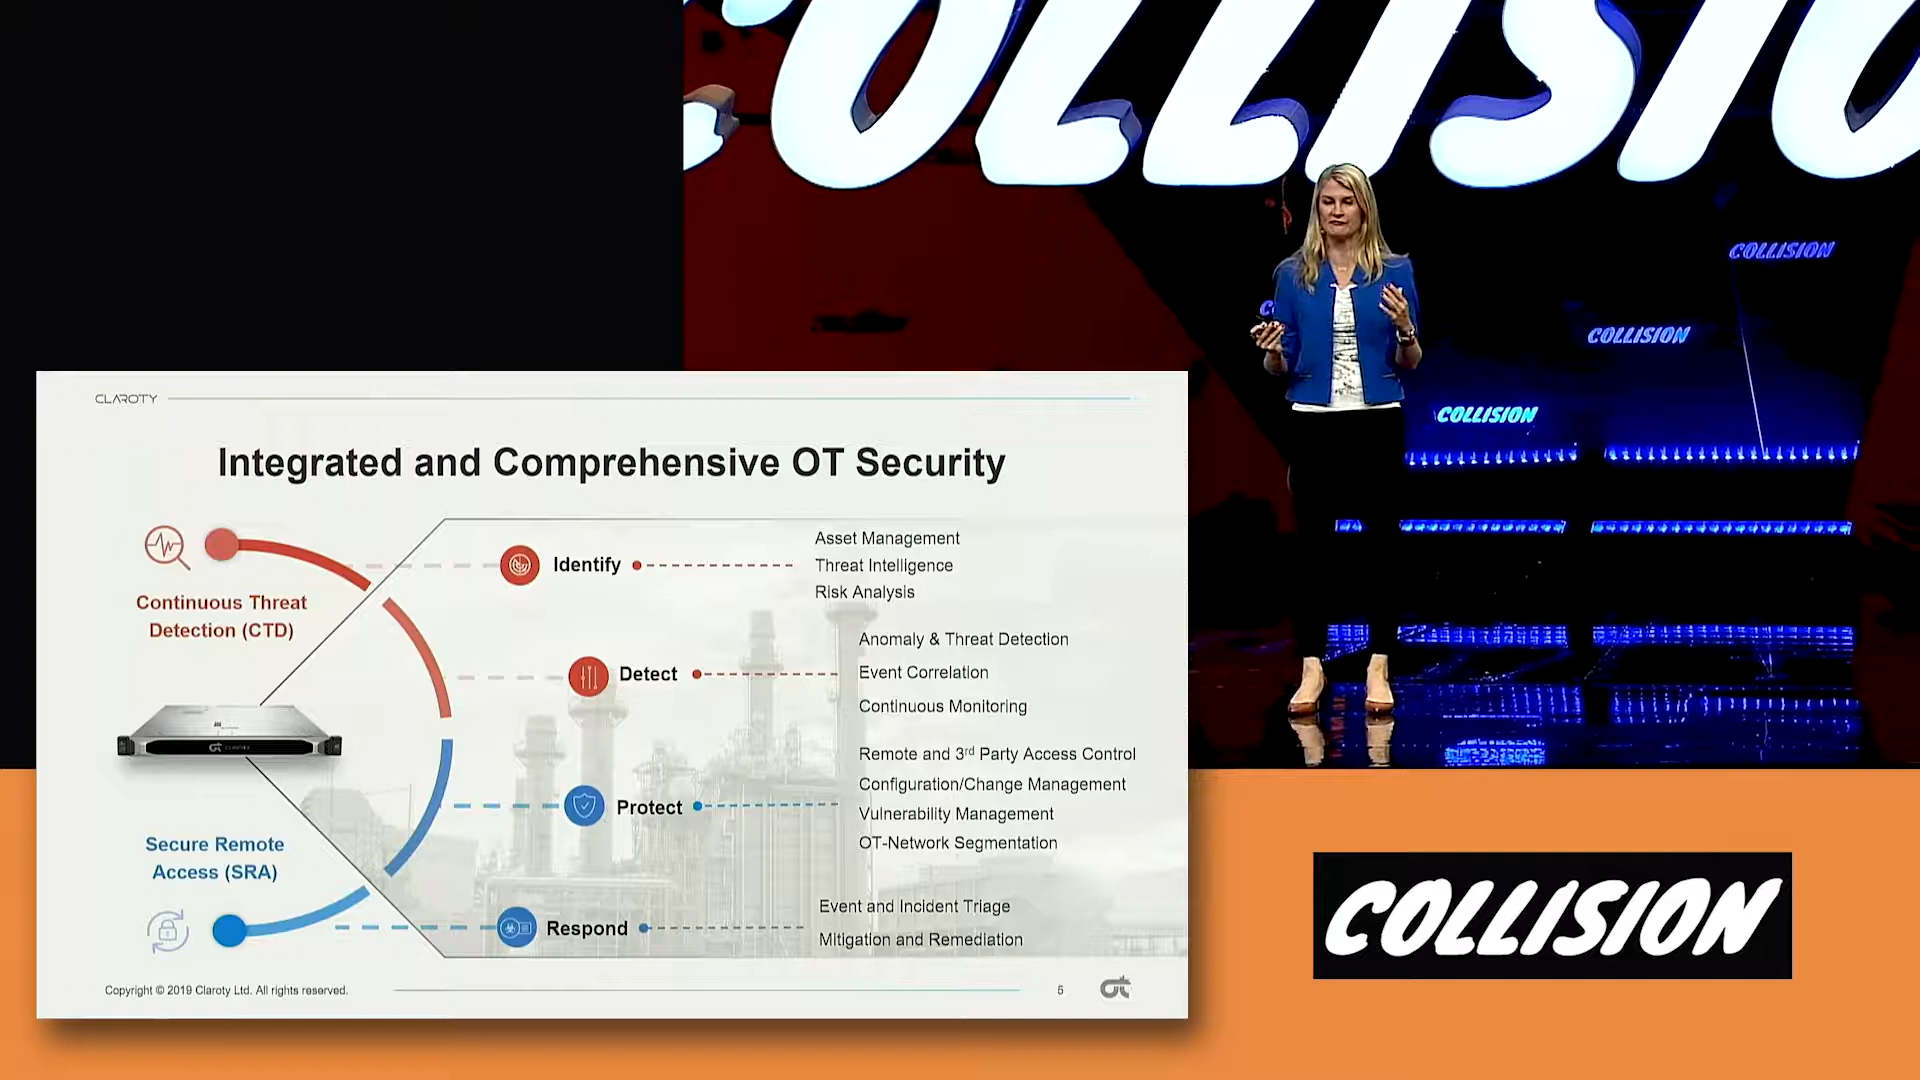 COLLISIO
COLLISION
COLLISION
COLLISION
CLAROTY
Integrated and Comprehensive OT Security
Continuous Threat
Detection (CTD)
Identify
Asset Management
Threat Intelligence
Risk Analysis
Detect
Anomaly & Threat Detection
Event Correlation
Continuous Monitoring
CLAROTY
Protect
Remote and 3rd Party Access Control
Configuration/Change Management
Vulnerability Management
OT-Network Segmentation
Secure Remote
Access (SRA)
Respond
Event and Incident Triage
Mitigation and Remediation
Copyright © 2019 Claroty Ltd. All rights reserved.
5
COLLISION